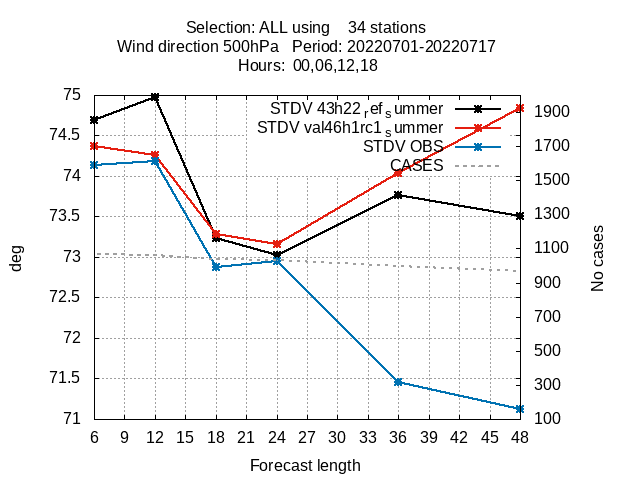 Selection: ALL using 34 stations
Wind direction 500hPa Period: 20220701-20220717
Hours: 00,06,12,18
STDV 43h22ref summer
STDV val46h1rc1summer
STDV OBS
CASES
75
74.5
74
73.5
73
72.5
72
71.5
71
deg
1900
1700
1500
1300
1100
900
700
500
300
100
No cases
6 9 12 15 18 21 24 27 30 33 36 39 42 45 48
Forecast length